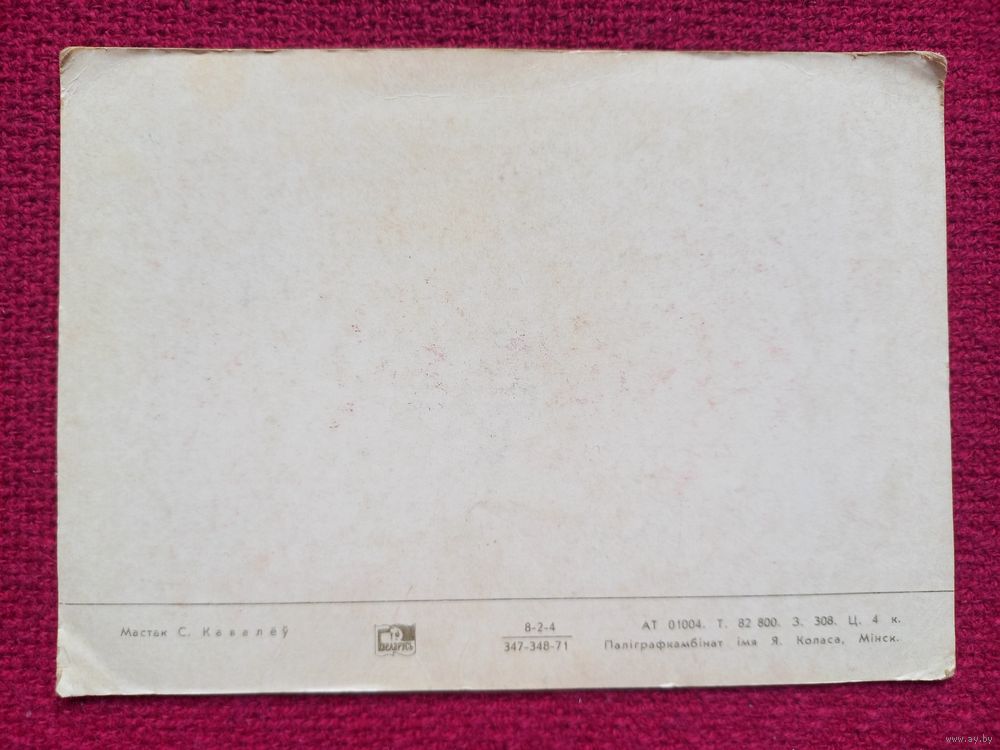 Мастак С. Кавалёў
БЕЛАРУСЬ
8-2-4
347-348-71
АТ 01004. Т. 82 800. З. 308. Ц. 4 к.
Паліграфкамбінат імя Я. Коласа, Мінск.
www.ay.by